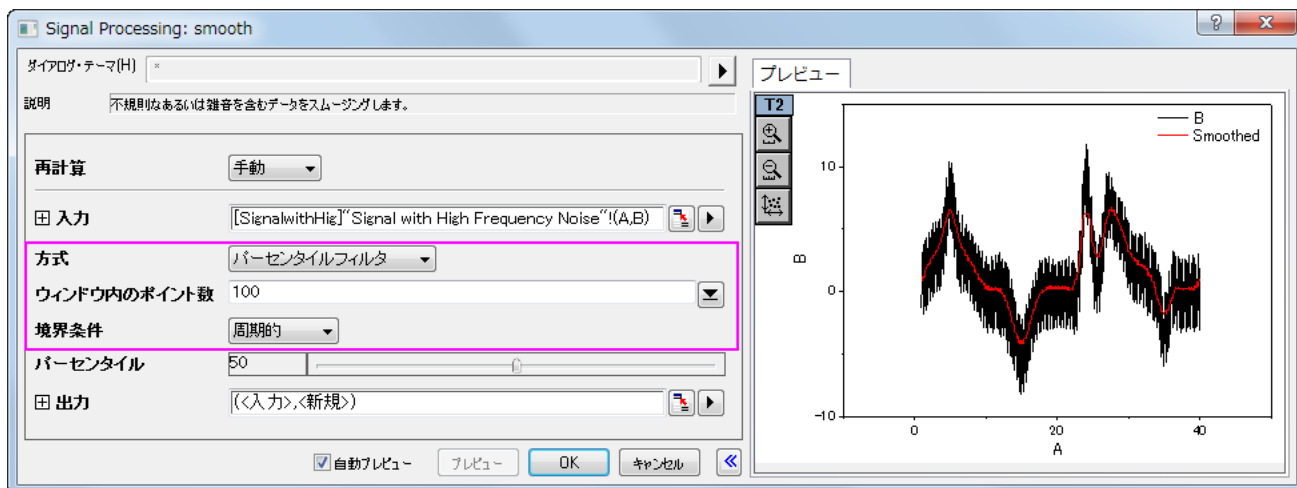 Signal Processing: smooth
ダイアログ・テーマ(H) *
説明 不規則なあるいは雑音を含むデータをスムージングします。
再計算 手動
入力 [SignalwithHig]"Signal with High Frequency Noise"!(A,B)
方式 パーセンタイルフィルタ
ウィンドウ内のポイント数 100
境界条件 周期的
パーセンタイル 50
出力 (<入力>,<新規>)
自動プレビュー プレビュー OK キャンセル
プレビュー
T2
B
Smoothed
10
0
-10
B
0 20 40
A